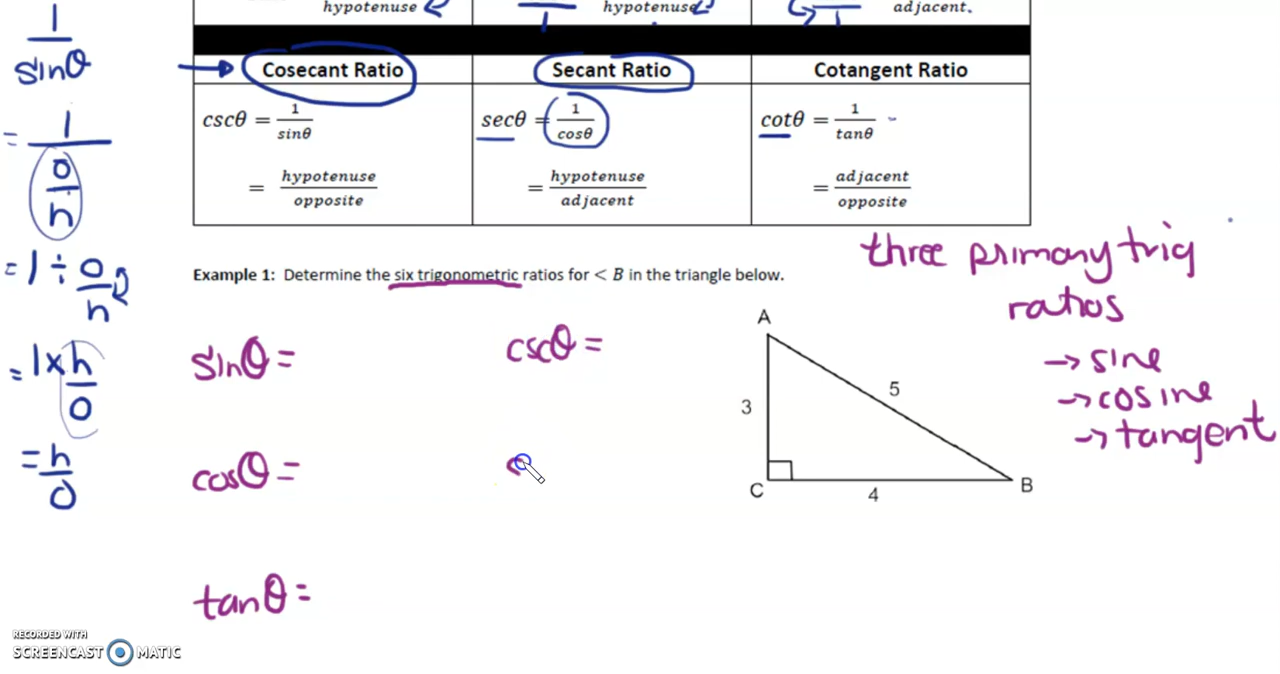 hypotenuse hypotenuse adjacent.
1 1
Cosecant Ratio Secant Ratio Cotangent Ratio
cscθ = 1/sinθ secθ = 1/cosθ cotθ = 1/tanθ
= hypotenuse/opposite = hypotenuse/adjacent = adjacent/opposite
1/sinθ
= 1/(o/h)
= 1 ÷ o/h
= 1 × h/o
= h/o
Example 1: Determine the six trigonometric ratios for < B in the triangle below.
three primary trig
ratios
→ sine
→ cosine
→ tangent
sinθ = cscθ =
cosθ =
tanθ =
A
3
5
C
4
B
RECORDED WITH
SCREENCAST MATIC